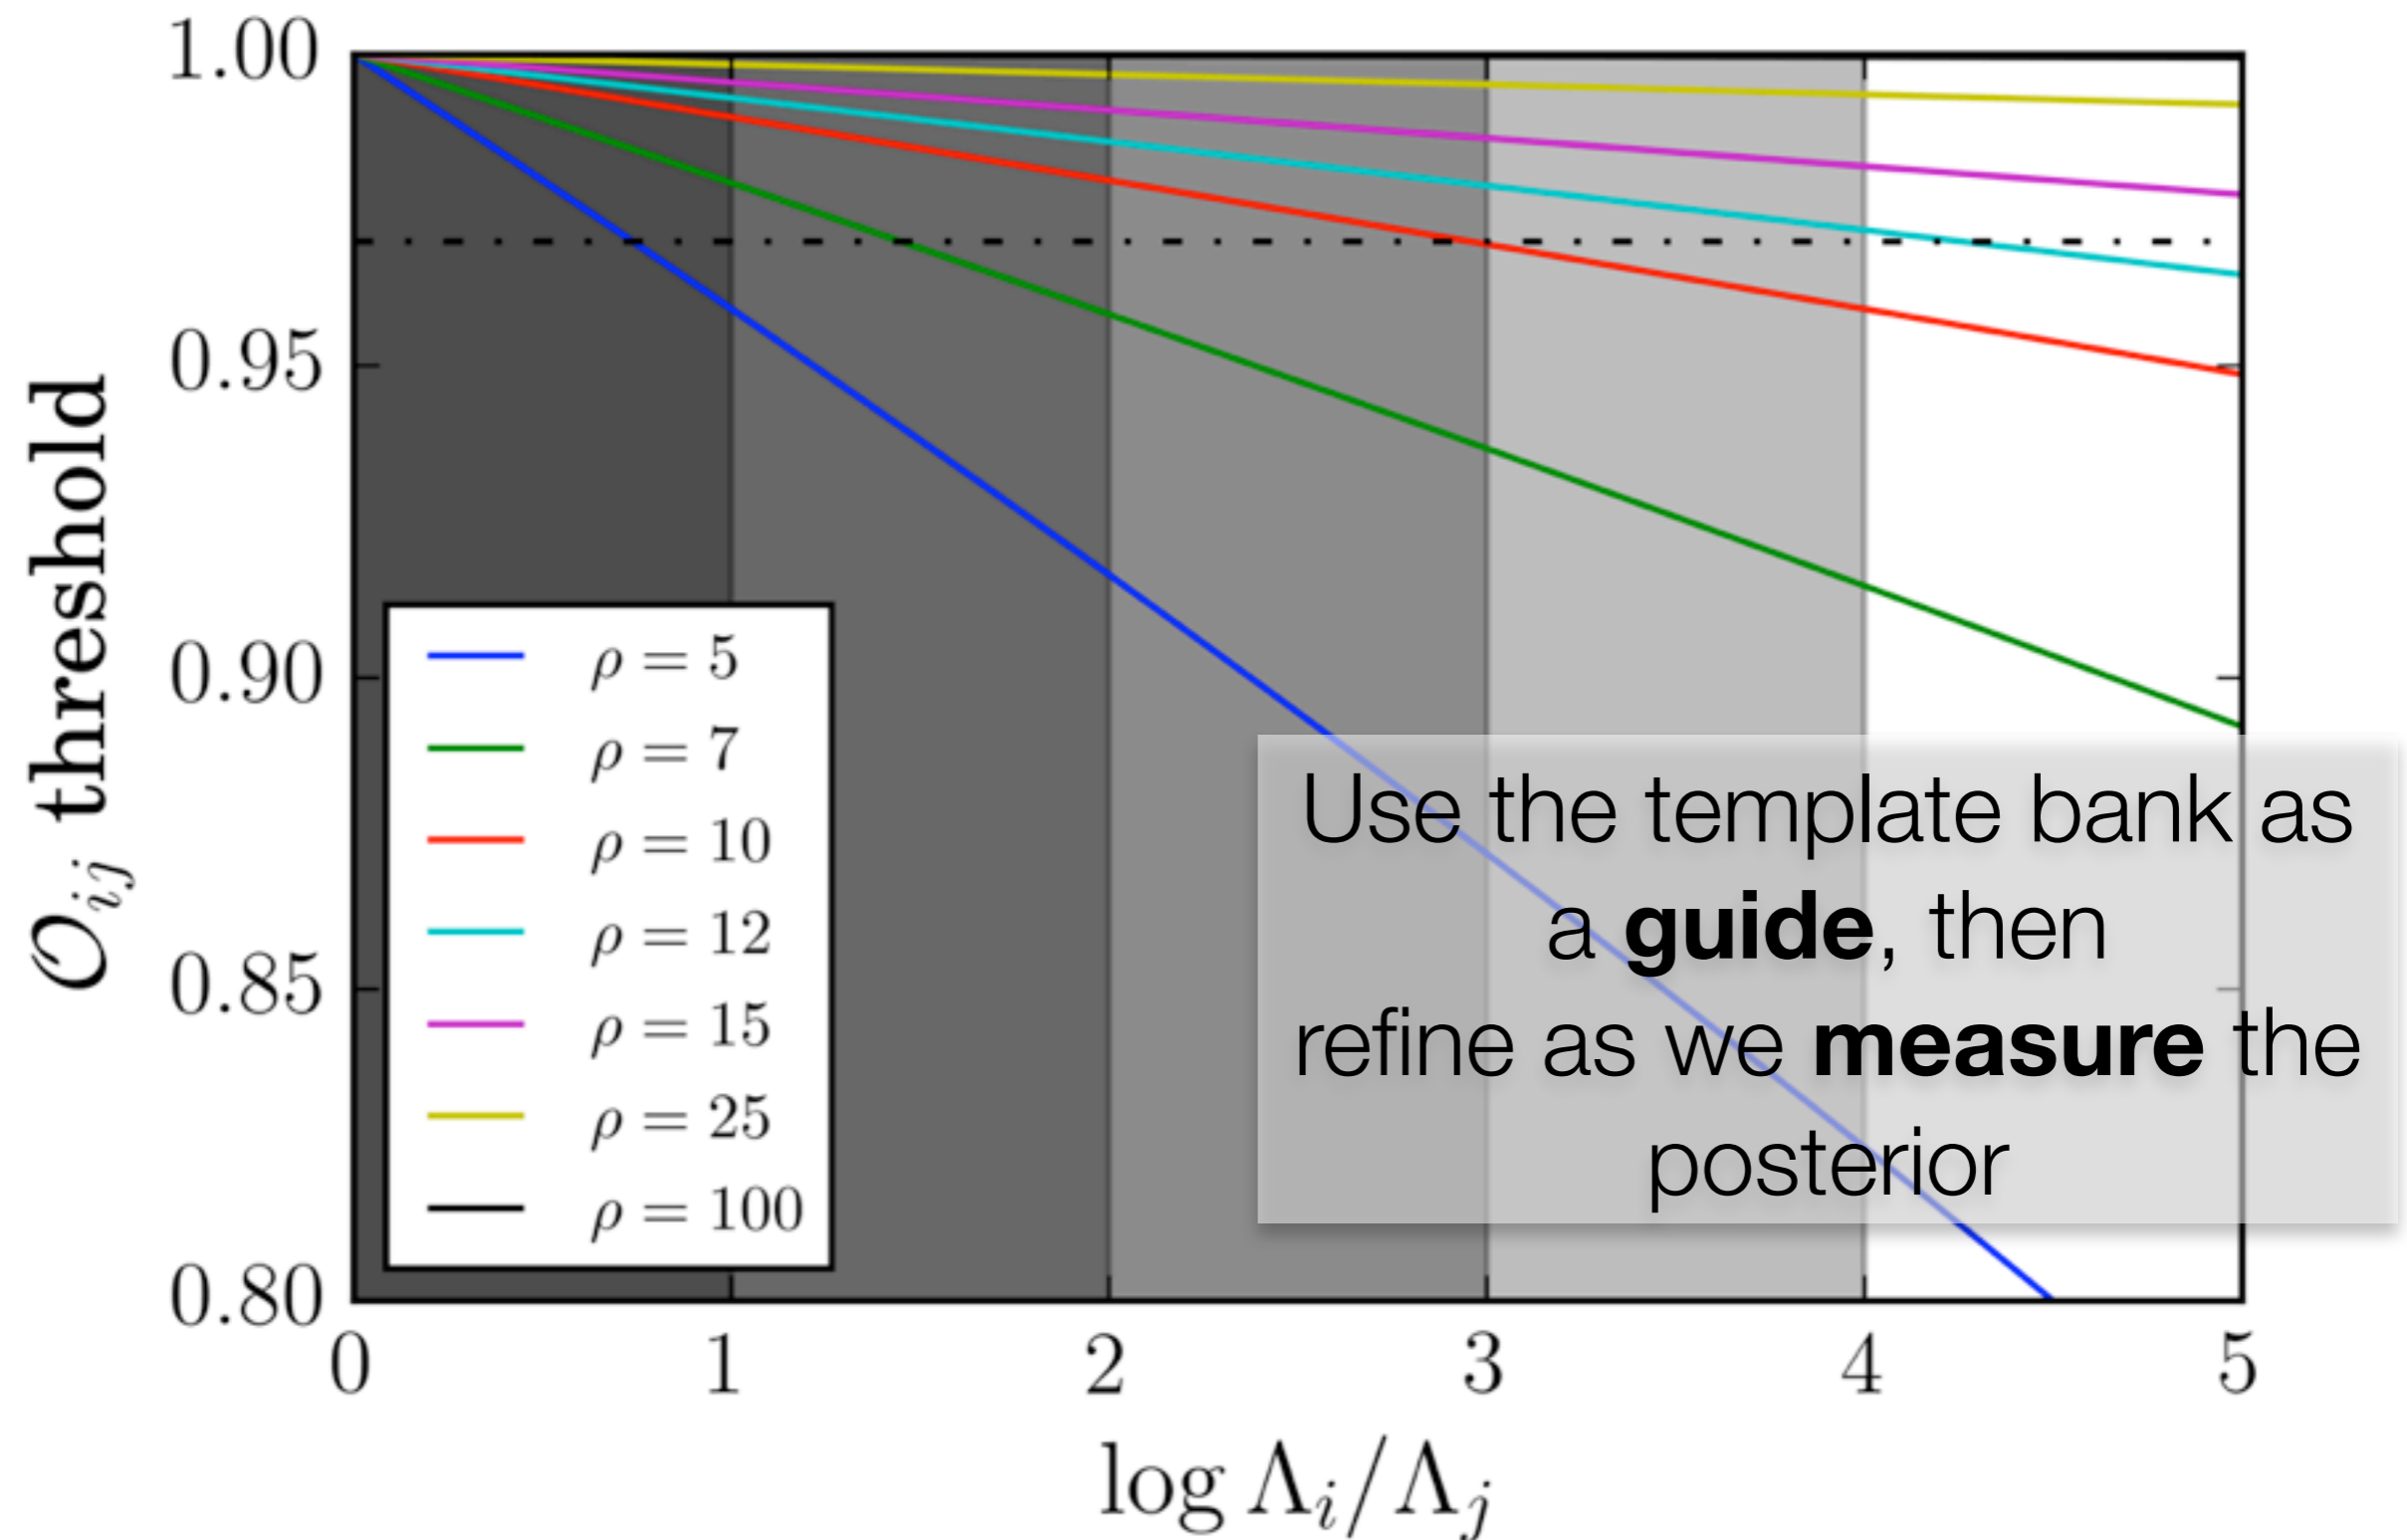 1.00
0.95
0.90
0.85
0.80
𝒪ij threshold
ρ = 5
ρ = 7
ρ = 10
ρ = 12
ρ = 15
ρ = 25
ρ = 100
Use the template bank as
a guide, then
refine as we measure the
posterior
0 1 2 3 4 5
log Λi/Λj